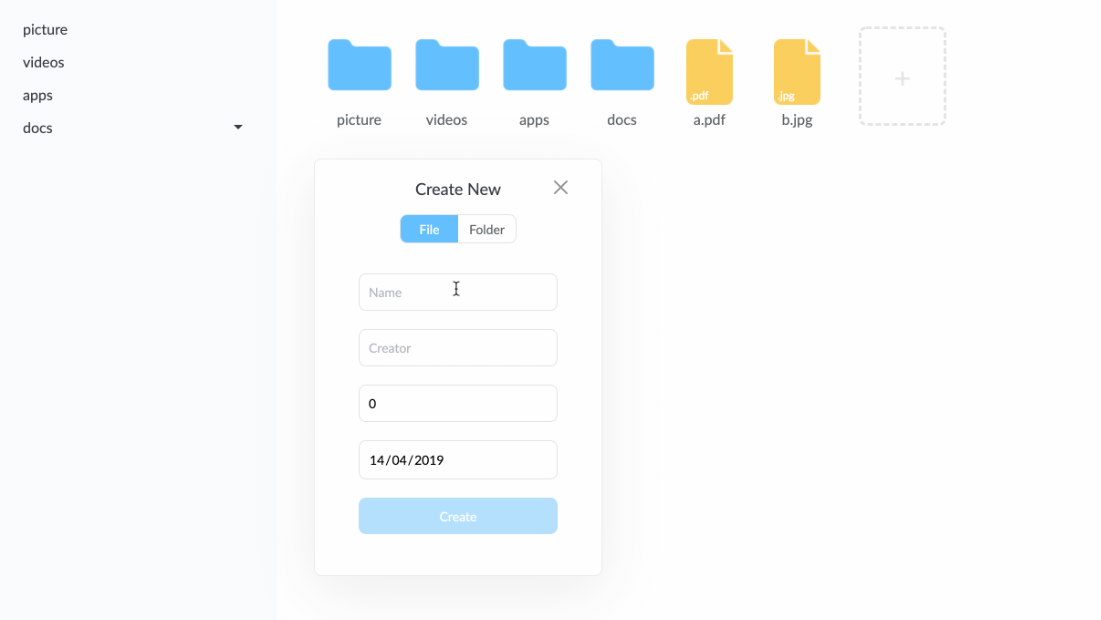 picture
videos
apps
docs
.pdf
.jpg
picture videos apps docs a.pdf b.jpg
Create New
File Folder
Name
Creator
0
14/04/2019
Create